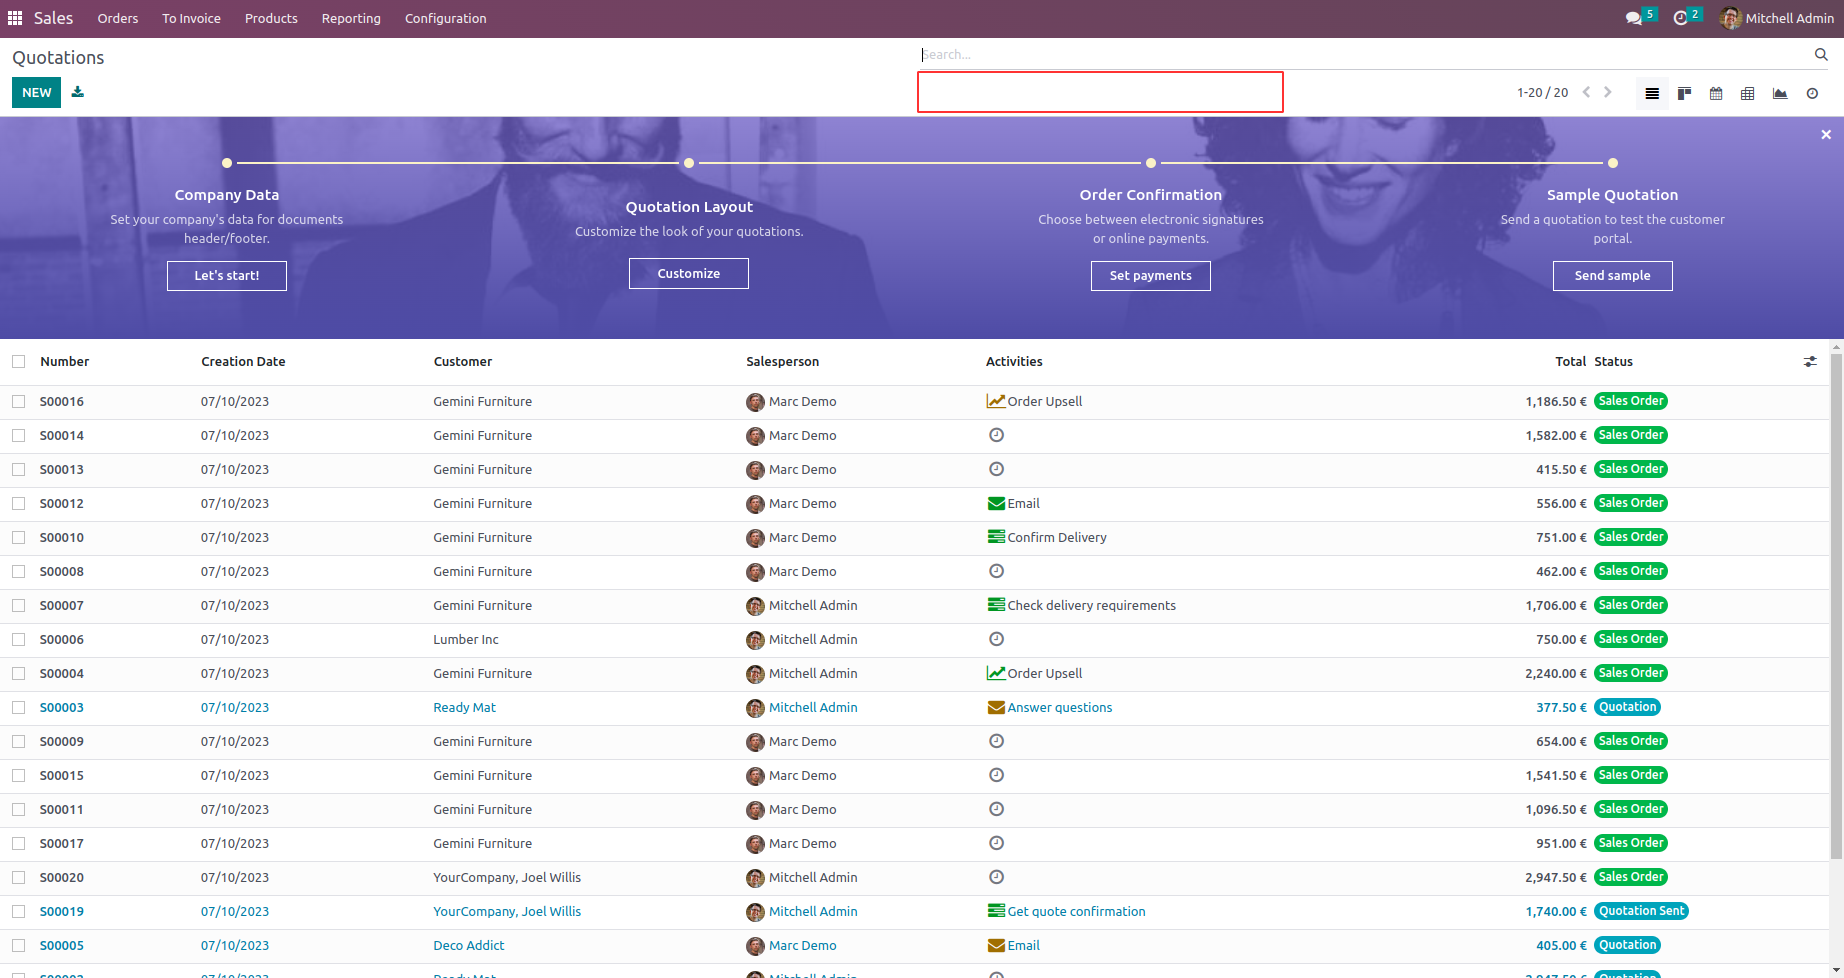 Sales Orders To Invoice Products Reporting Configuration 5 2 Mitchell Admin
Quotations
Search...
NEW
1-20 / 20
Company Data
Set your company's data for documents
header/footer.
Let's start!
Quotation Layout
Customize the look of your quotations.
Customize
Order Confirmation
Choose between electronic signatures
or online payments.
Set payments
Sample Quotation
Send a quotation to test the customer
portal.
Send sample
Number Creation Date Customer Salesperson Activities Total Status
S00016 07/10/2023 Gemini Furniture Marc Demo Order Upsell 1,186.50 € Sales Order
S00014 07/10/2023 Gemini Furniture Marc Demo 1,582.00 € Sales Order
S00013 07/10/2023 Gemini Furniture Marc Demo 415.50 € Sales Order
S00012 07/10/2023 Gemini Furniture Marc Demo Email 556.00 € Sales Order
S00010 07/10/2023 Gemini Furniture Marc Demo Confirm Delivery 751.00 € Sales Order
S00008 07/10/2023 Gemini Furniture Marc Demo 462.00 € Sales Order
S00007 07/10/2023 Gemini Furniture Mitchell Admin Check delivery requirements 1,706.00 € Sales Order
S00006 07/10/2023 Lumber Inc Mitchell Admin 750.00 € Sales Order
S00004 07/10/2023 Gemini Furniture Mitchell Admin Order Upsell 2,240.00 € Sales Order
S00003 07/10/2023 Ready Mat Mitchell Admin Answer questions 377.50 € Quotation
S00009 07/10/2023 Gemini Furniture Marc Demo 654.00 € Sales Order
S00015 07/10/2023 Gemini Furniture Marc Demo 1,541.50 € Sales Order
S00011 07/10/2023 Gemini Furniture Marc Demo 1,096.50 € Sales Order
S00017 07/10/2023 Gemini Furniture Marc Demo 951.00 € Sales Order
S00020 07/10/2023 YourCompany, Joel Willis Mitchell Admin 2,947.50 € Sales Order
S00019 07/10/2023 YourCompany, Joel Willis Mitchell Admin Get quote confirmation 1,740.00 € Quotation Sent
S00005 07/10/2023 Deco Addict Marc Demo Email 405.00 € Quotation
07/10/2023 Ready Mat Mitchell Admin Quotation